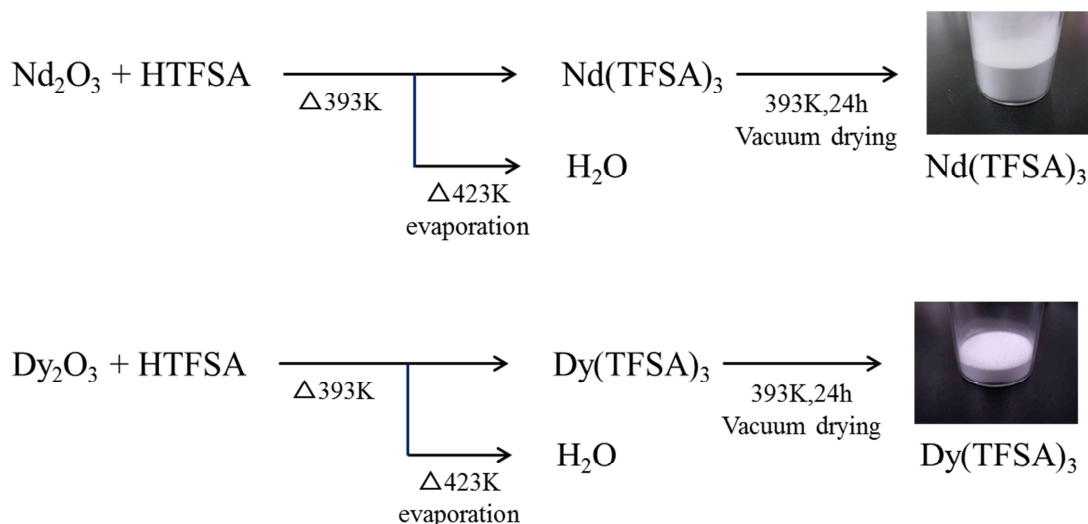 Nd₂O₃ + HTFSA
△393K
Nd(TFSA)₃
393K,24h
Vacuum drying
Nd(TFSA)₃
H₂O
△423K
evaporation
Dy₂O₃ + HTFSA
△393K
Dy(TFSA)₃
393K,24h
Vacuum drying
Dy(TFSA)₃
H₂O
△423K
evaporation